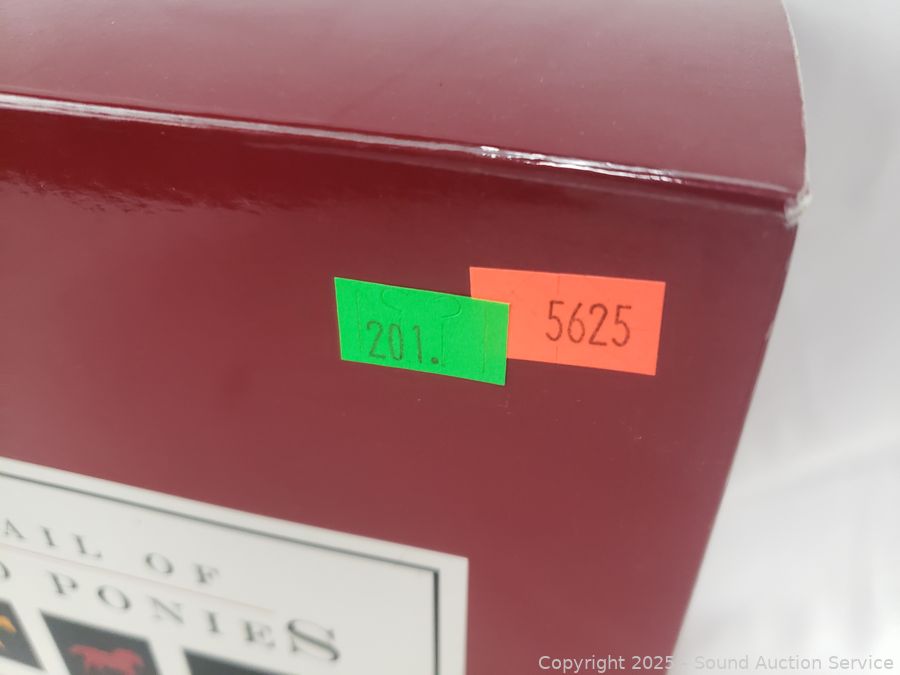 201.
5625
AIL OF
PONIES
Copyright 2025 - Sound Auction Service